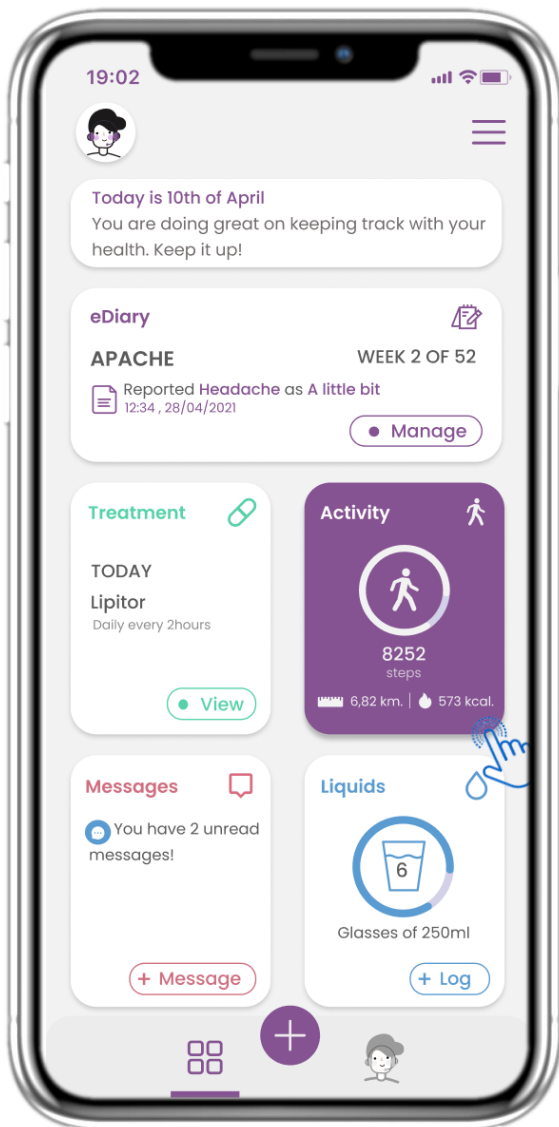 19:02
Today is 10th of April
You are doing great on keeping track with your
health. Keep it up!
eDiary
APACHE
WEEK 2 OF 52
Reported Headache as A little bit
12:34 , 28/04/2021
Manage
Treatment
TODAY
Lipitor
Daily every 2hours
View
Activity
8252
steps
6,82 km.
573 kcal.
Messages
You have 2 unread
messages!
+ Message
Liquids
6
Glasses of 250ml
+ Log